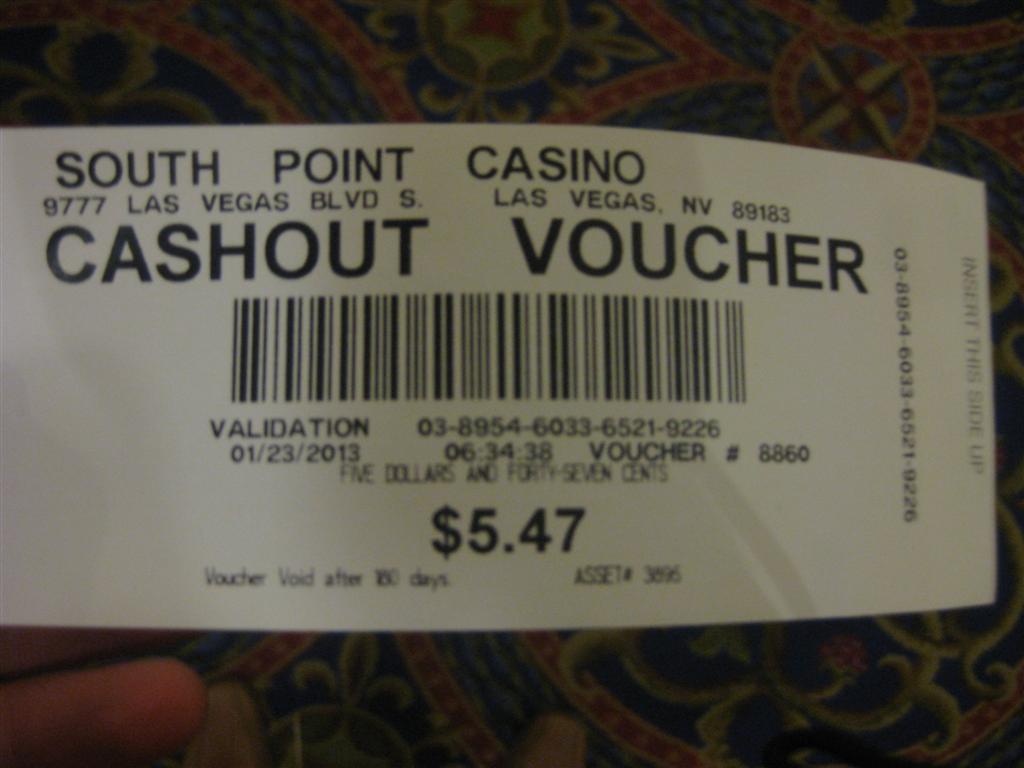 SOUTH POINT CASINO
9777 LAS VEGAS BLVD S. LAS VEGAS, NV 89183
CASHOUT VOUCHER
VALIDATION 03-8954-6033-6521-9226
01/23/2013 06:34:38 VOUCHER # 8860
FIVE DOLLARS AND FORTY-SEVEN CENTS
$5.47
Voucher Void after 180 days. ASSET# 3895
03-8954-6033-6521-9226
INSERT THIS SIDE UP